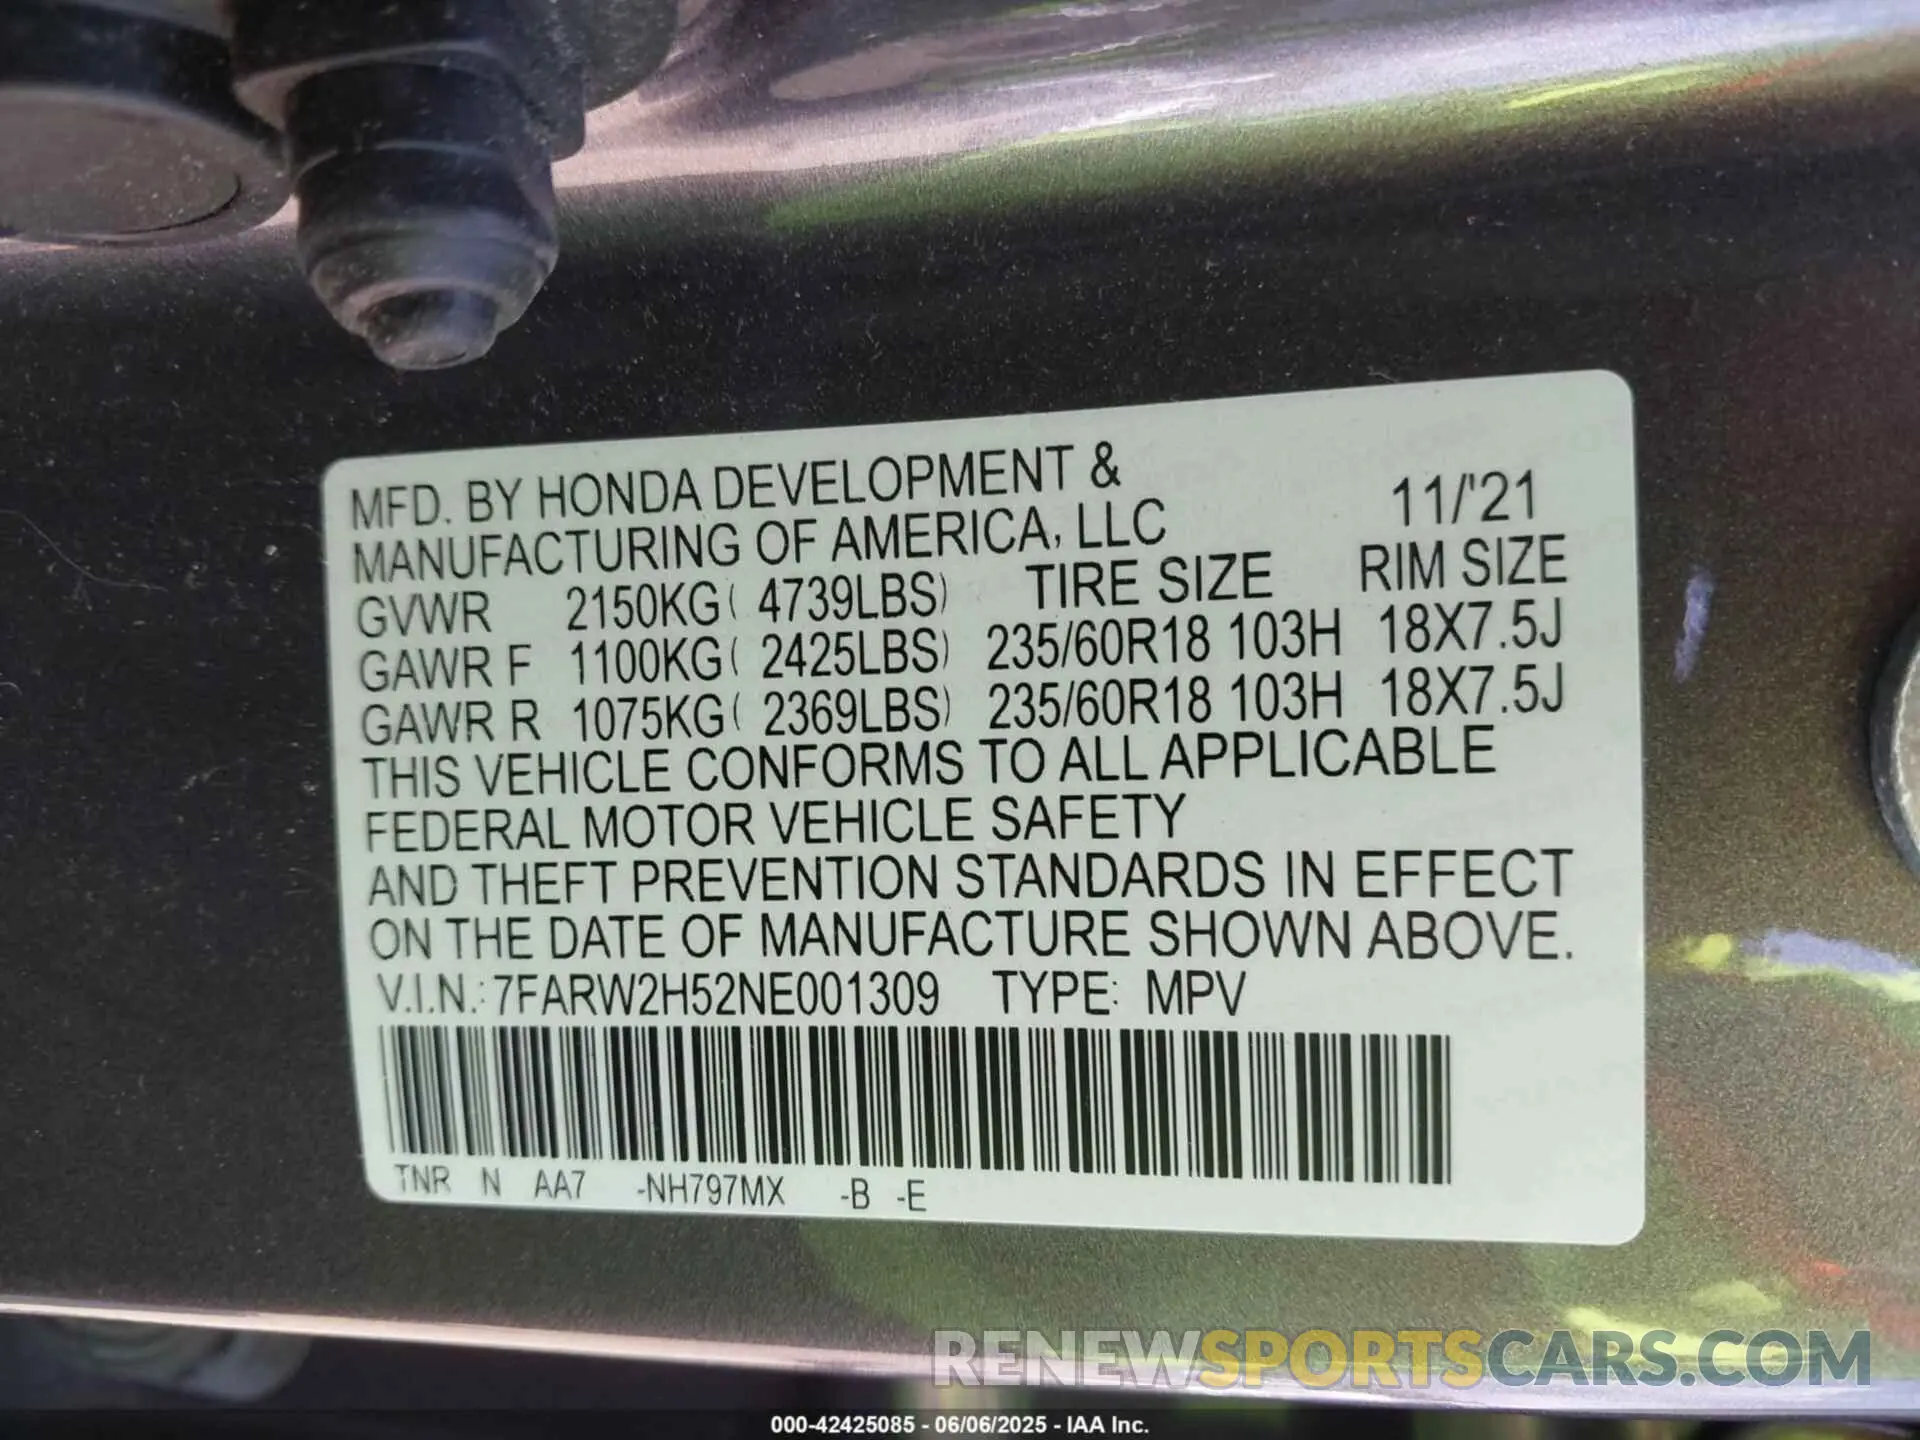 MFD. BY HONDA DEVELOPMENT &
MANUFACTURING OF AMERICA, LLC 11/'21
GVWR 2150KG( 4739LBS) TIRE SIZE RIM SIZE
GAWR F 1100KG( 2425LBS) 235/60R18 103H 18X7.5J
GAWR R 1075KG( 2369LBS) 235/60R18 103H 18X7.5J
THIS VEHICLE CONFORMS TO ALL APPLICABLE
FEDERAL MOTOR VEHICLE SAFETY
AND THEFT PREVENTION STANDARDS IN EFFECT
ON THE DATE OF MANUFACTURE SHOWN ABOVE.
V.I.N.: 7FARW2H52NE001309 TYPE: MPV
TNR N AA7 -NH797MX -B -E
RENEWSPORTSCARS.COM
000-42425085 - 06/06/2025 - IAA Inc.